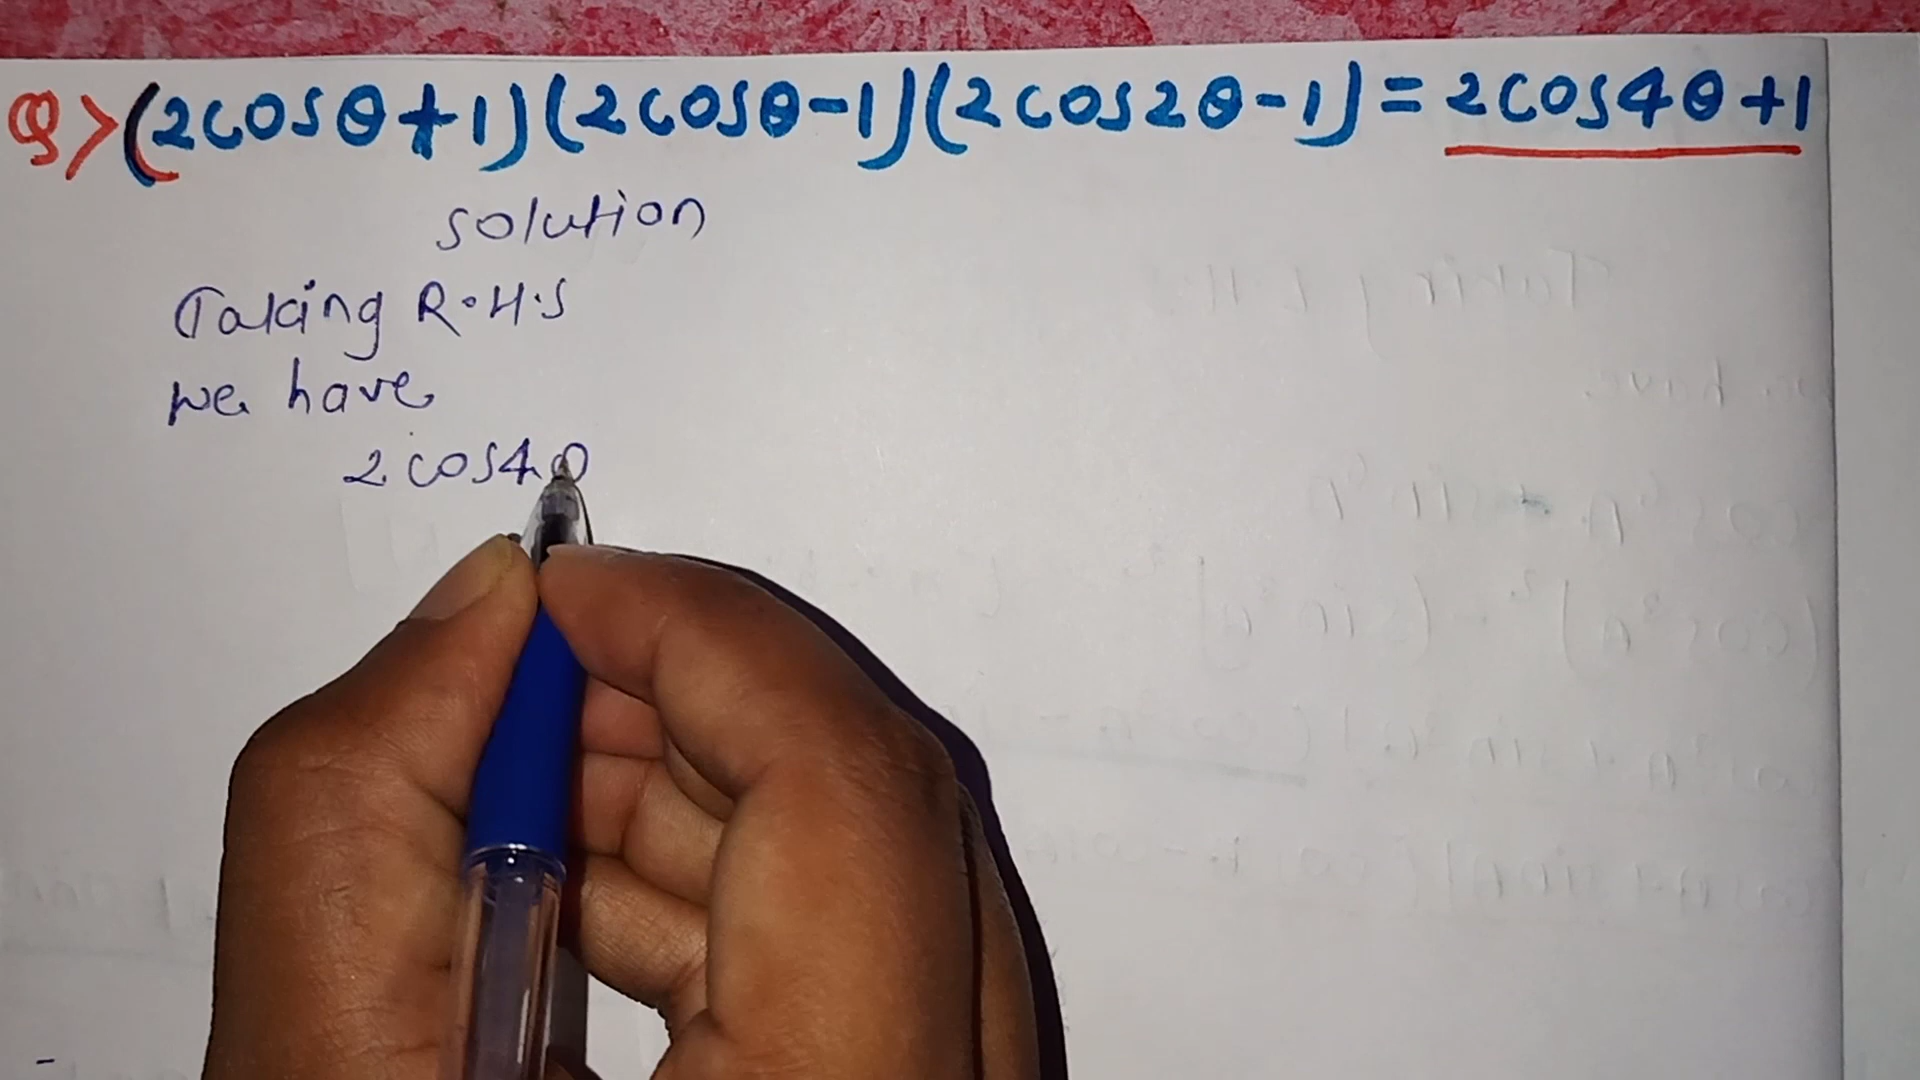 Q> (2cosθ+1)(2cosθ-1)(2cos2θ-1) = 2cos4θ+1
solution
Taking R.H.S
we have
2cos4θ